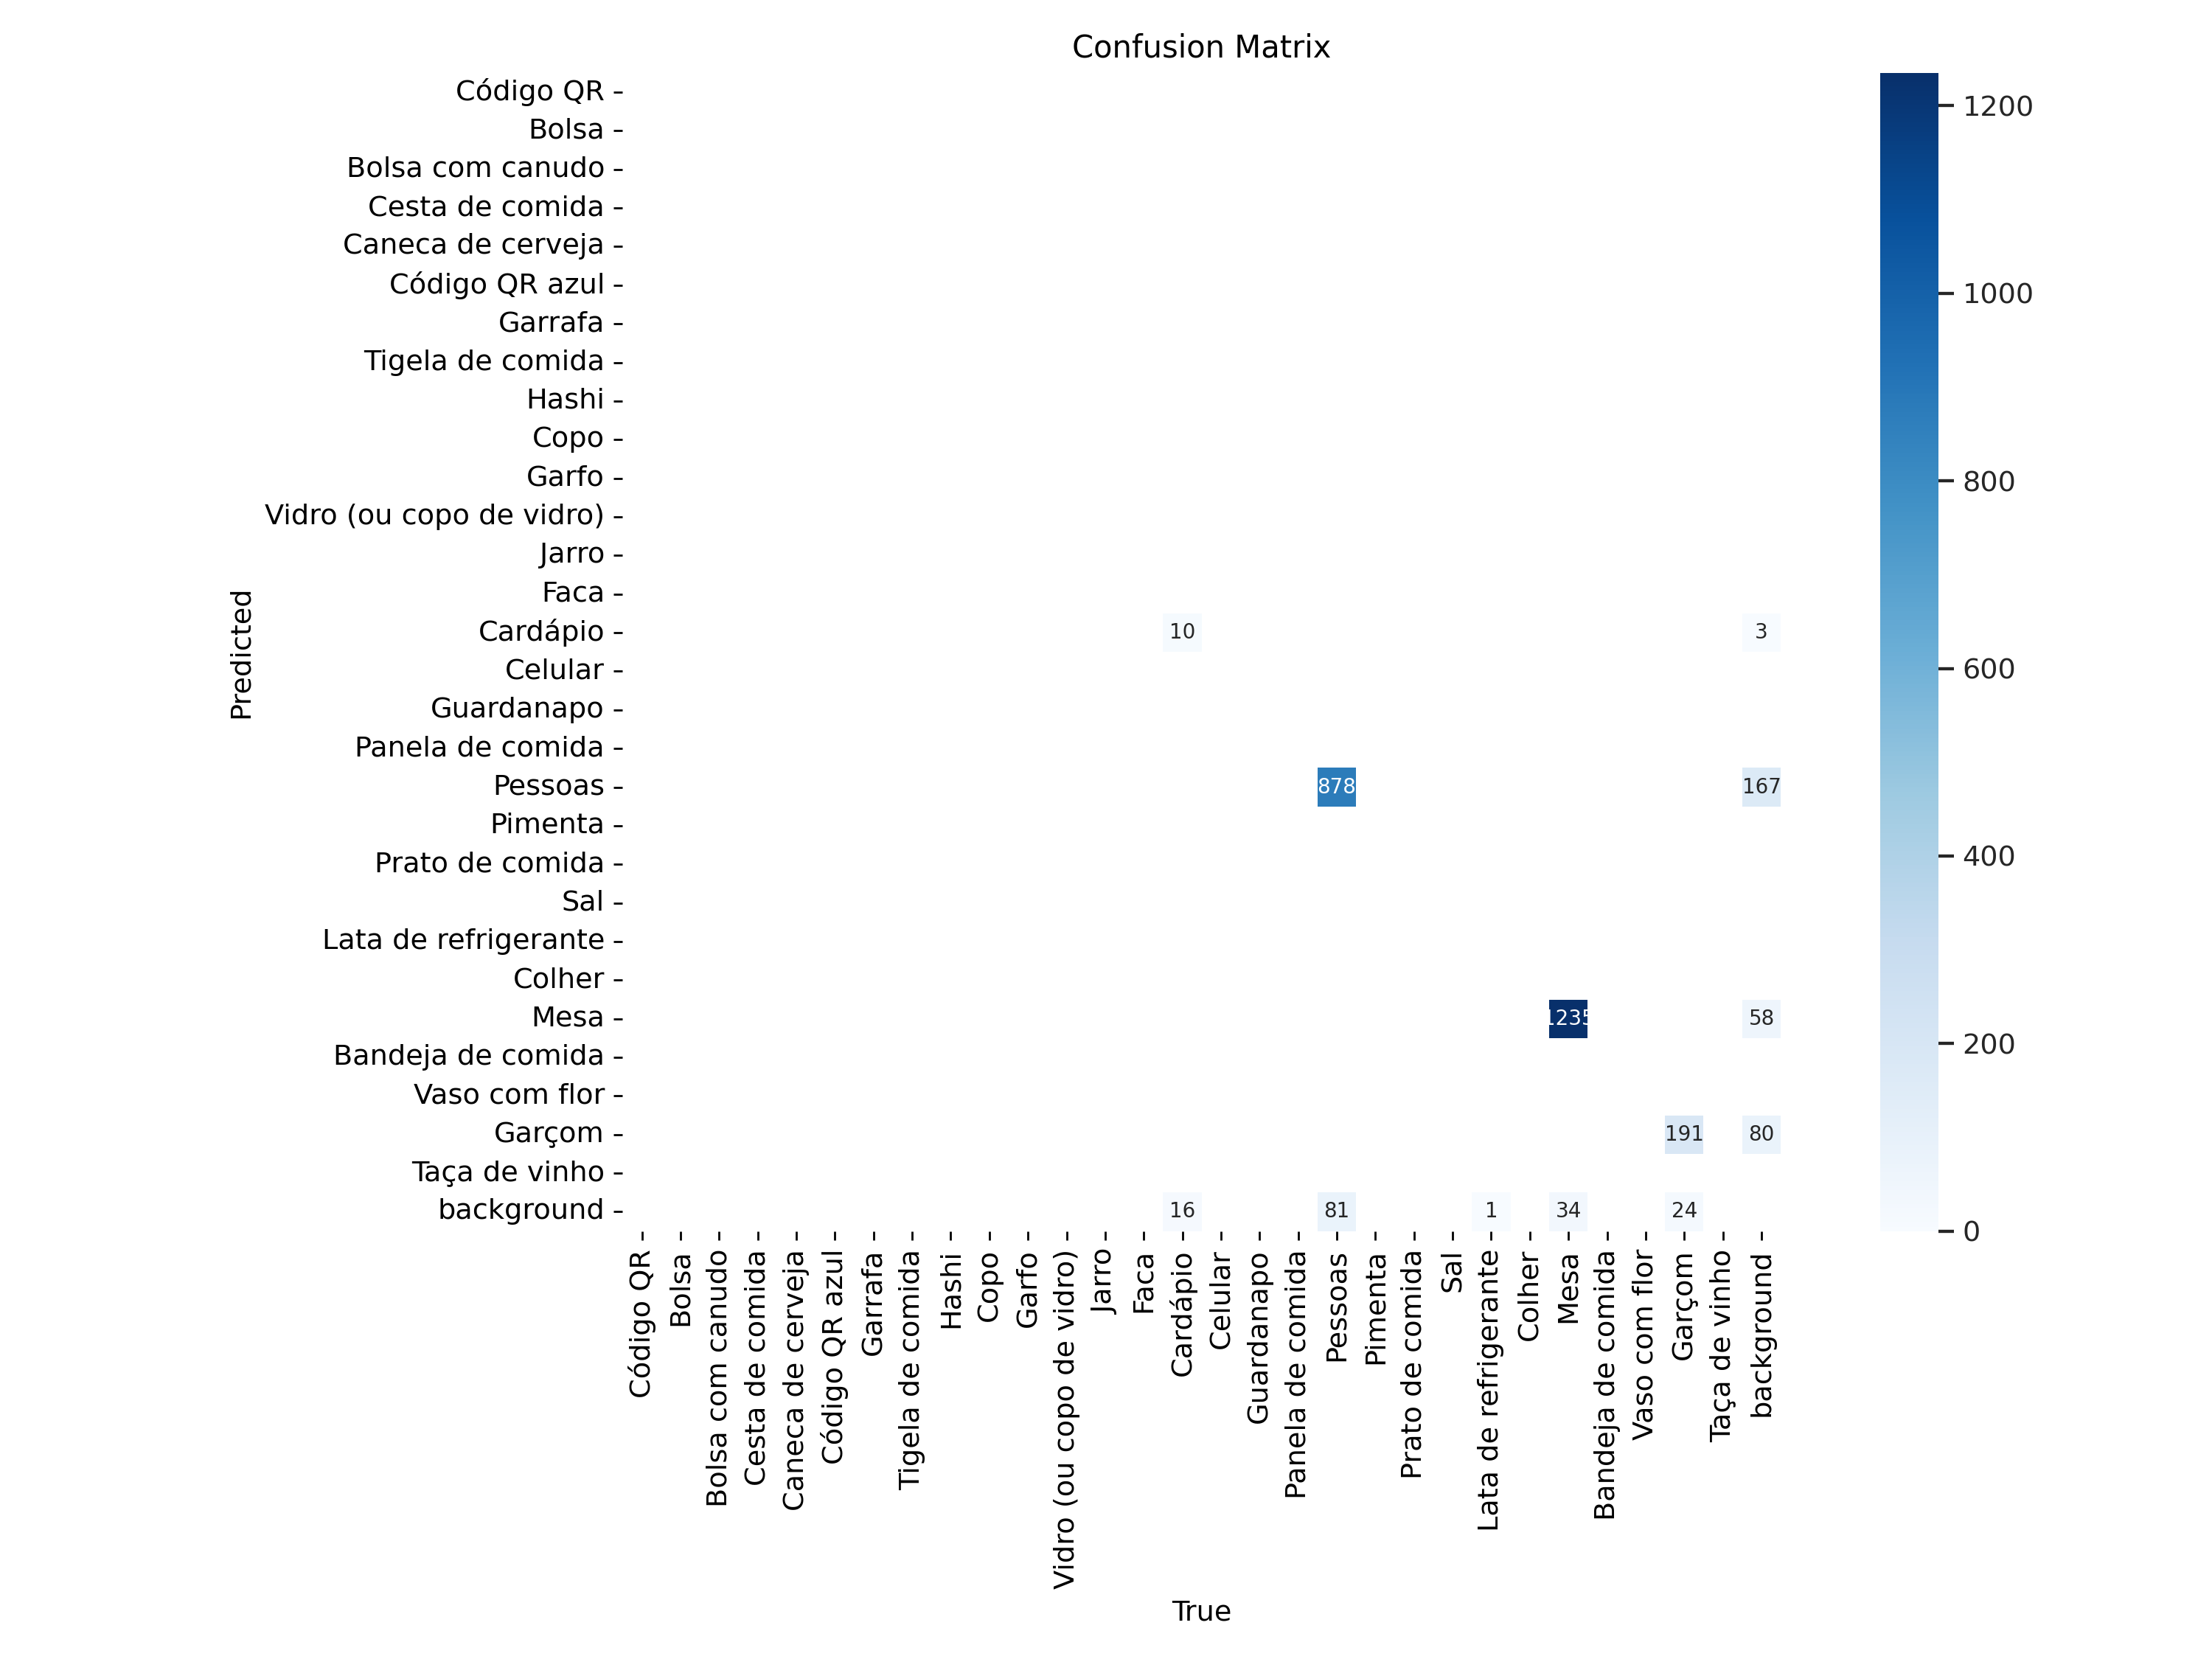 Confusion Matrix
Código QR
Bolsa
Bolsa com canudo
Cesta de comida
Caneca de cerveja
Código QR azul
Garrafa
Tigela de comida
Hashi
Copo
Garfo
Vidro (ou copo de vidro)
Jarro
Faca
Cardápio 10 3
Celular
Guardanapo
Panela de comida
Pessoas 878 167
Pimenta
Prato de comida
Sal
Lata de refrigerante
Colher
Mesa 1235 58
Bandeja de comida
Vaso com flor
Garçom 191 80
Taça de vinho
background 16 81 1 34 24
Predicted
Código QR
Bolsa
Bolsa com canudo
Cesta de comida
Caneca de cerveja
Código QR azul
Garrafa
Tigela de comida
Hashi
Copo
Garfo
Vidro (ou copo de vidro)
Jarro
Faca
Cardápio
Celular
Guardanapo
Panela de comida
Pessoas
Pimenta
Prato de comida
Sal
Lata de refrigerante
Colher
Mesa
Bandeja de comida
Vaso com flor
Garçom
Taça de vinho
background
True
1200
1000
800
600
400
200
0